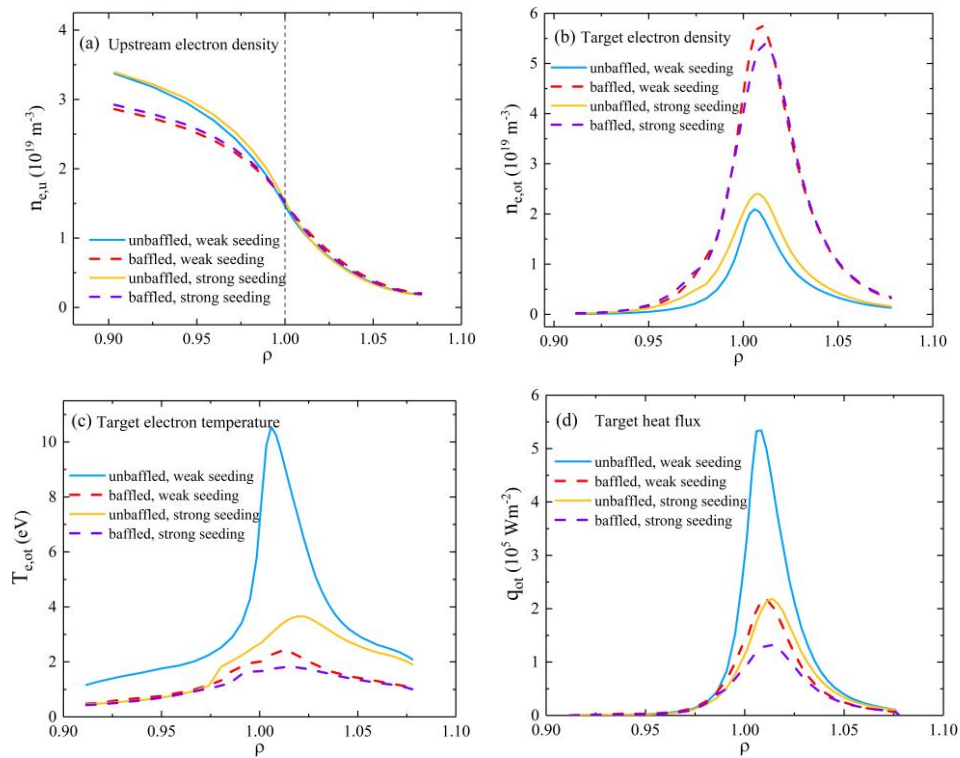 (a) Upstream electron density
n_e,u (10^19 m^-3)
4
3
2
1
0
unbaffled, weak seeding
baffled, weak seeding
unbaffled, strong seeding
baffled, strong seeding
0.90 0.95 1.00 1.05 1.10
ρ
(b) Target electron density
n_e,ot (10^19 m^-3)
6
5
4
3
2
1
0
unbaffled, weak seeding
baffled, weak seeding
unbaffled, strong seeding
baffled, strong seeding
0.90 0.95 1.00 1.05 1.10
ρ
(c) Target electron temperature
T_e,ot (eV)
10
8
6
4
2
0
unbaffled, weak seeding
baffled, weak seeding
unbaffled, strong seeding
baffled, strong seeding
0.90 0.95 1.00 1.05 1.10
ρ
(d) Target heat flux
q_ot (10^5 Wm^-2)
6
5
4
3
2
1
0
unbaffled, weak seeding
baffled, weak seeding
unbaffled, strong seeding
baffled, strong seeding
0.90 0.95 1.00 1.05 1.10
ρ